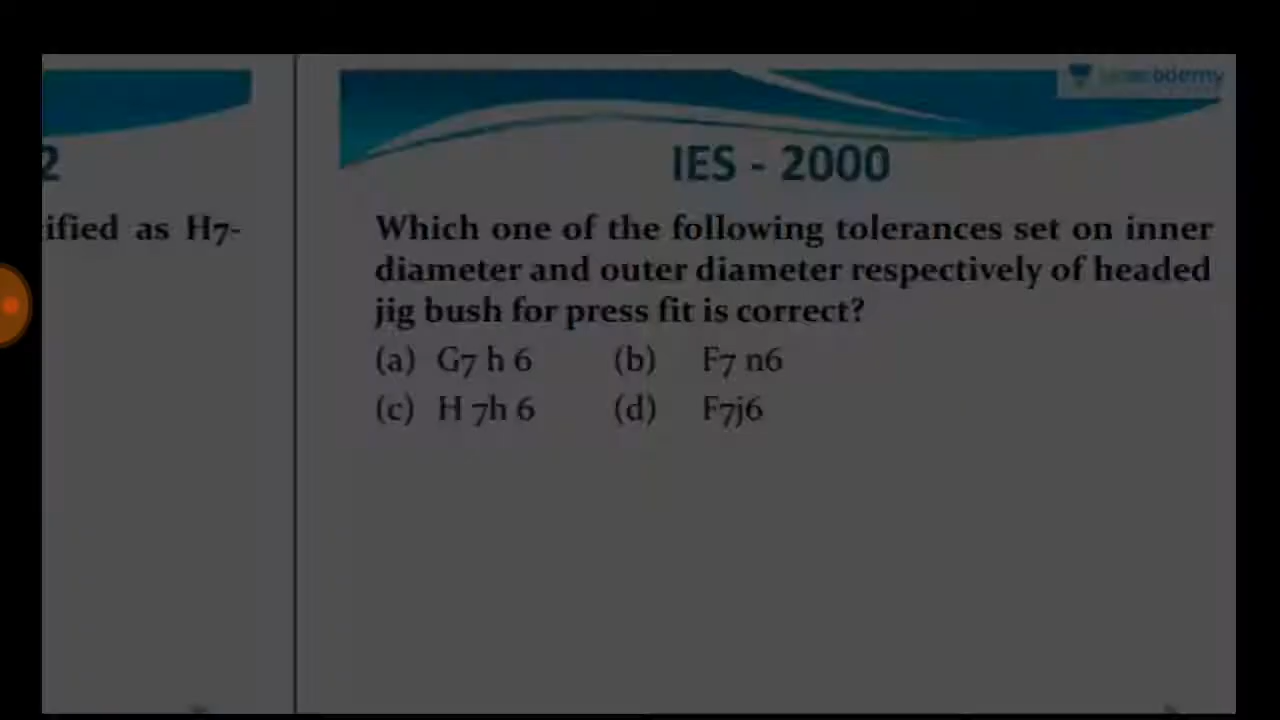 2
ified as H7-
IES - 2000
Which one of the following tolerances set on inner
diameter and outer diameter respectively of headed
jig bush for press fit is correct?
(a) G7 h 6 (b) F7 n6
(c) H 7h 6 (d) F7j6